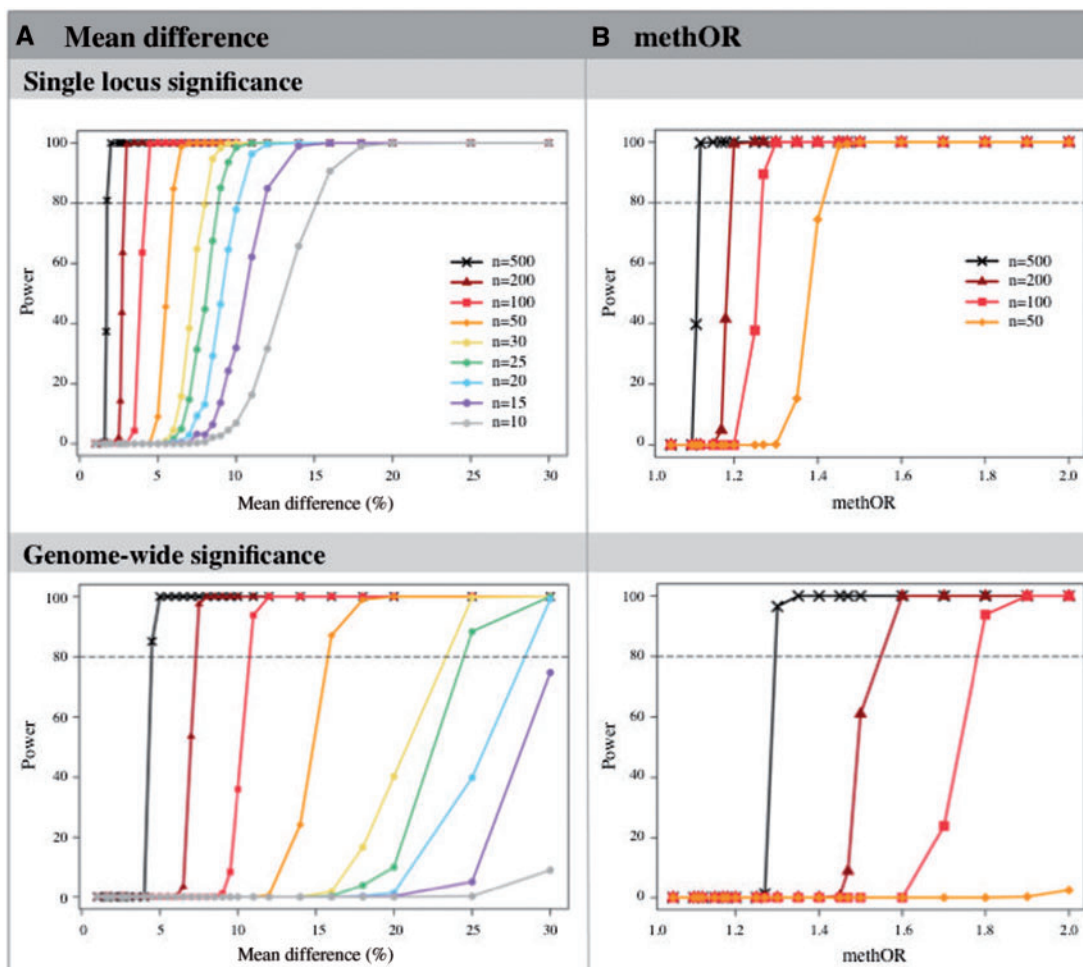 A Mean difference
B methOR
Single locus significance
100
80
60
40
20
0
Power
n=500
n=200
n=100
n=50
n=30
n=25
n=20
n=15
n=10
0 5 10 15 20 25 30
Mean difference (%)
100
80
60
40
20
0
Power
n=500
n=200
n=100
n=50
1.0 1.2 1.4 1.6 1.8 2.0
methOR
Genome-wide significance
100
80
60
40
20
0
Power
0 5 10 15 20 25 30
Mean difference (%)
100
80
60
40
20
0
Power
1.0 1.2 1.4 1.6 1.8 2.0
methOR